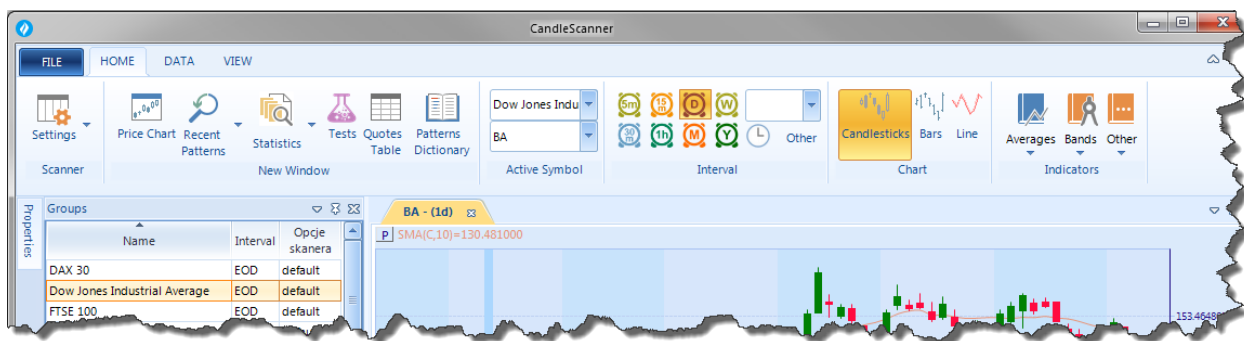 CandleScanner
FILE HOME DATA VIEW
Settings
Price Chart
Recent
Patterns
Statistics
Tests
Quotes
Table
Patterns
Dictionary
Dow Jones Indu
BA
5m 15m D W
30m 1h M Y
Other
Candlesticks Bars Line
Averages Bands Other
Scanner New Window Active Symbol Interval Chart Indicators
Properties
Groups
Name Interval Opcje
skanera
DAX 30 EOD default
Dow Jones Industrial Average EOD default
FTSE 100 EOD default
BA - (1d)
P SMA(C,10)=130.481000